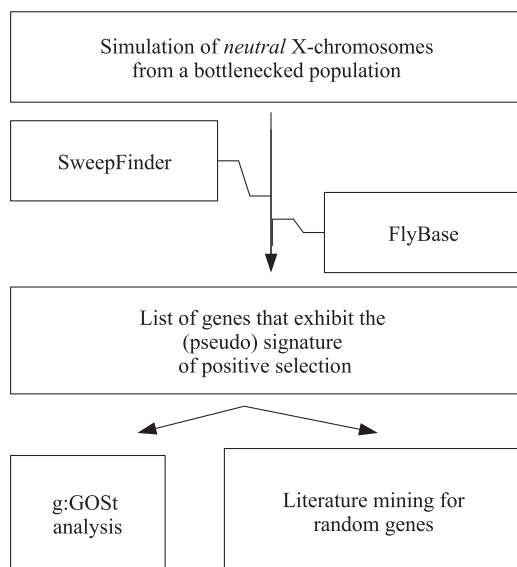 Simulation of neutral X-chromosomes
from a bottlenecked population
SweepFinder
FlyBase
List of genes that exhibit the
(pseudo) signature
of positive selection
g:GOSt
analysis
Literature mining for
random genes